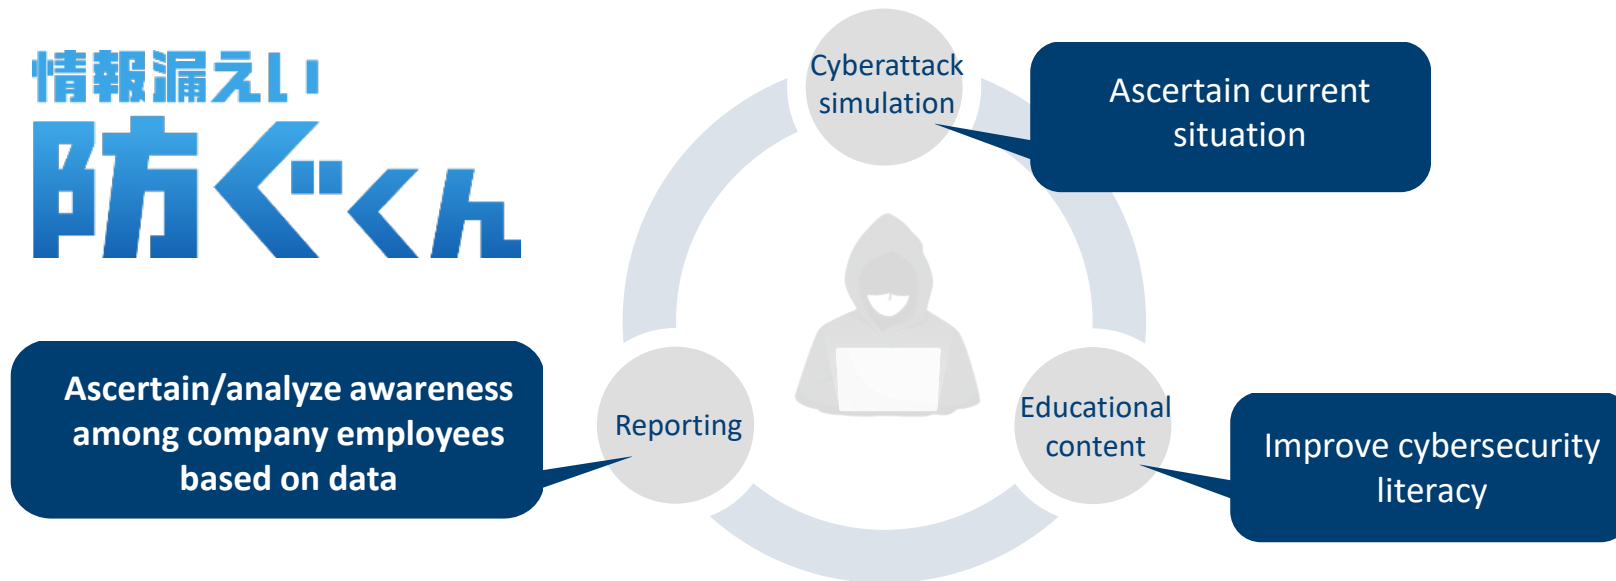 情報漏えい
防ぐくん
Cyberattack
simulation
Ascertain current
situation
Ascertain/analyze awareness
among company employees
based on data
Reporting
Educational
content
Improve cybersecurity
literacy